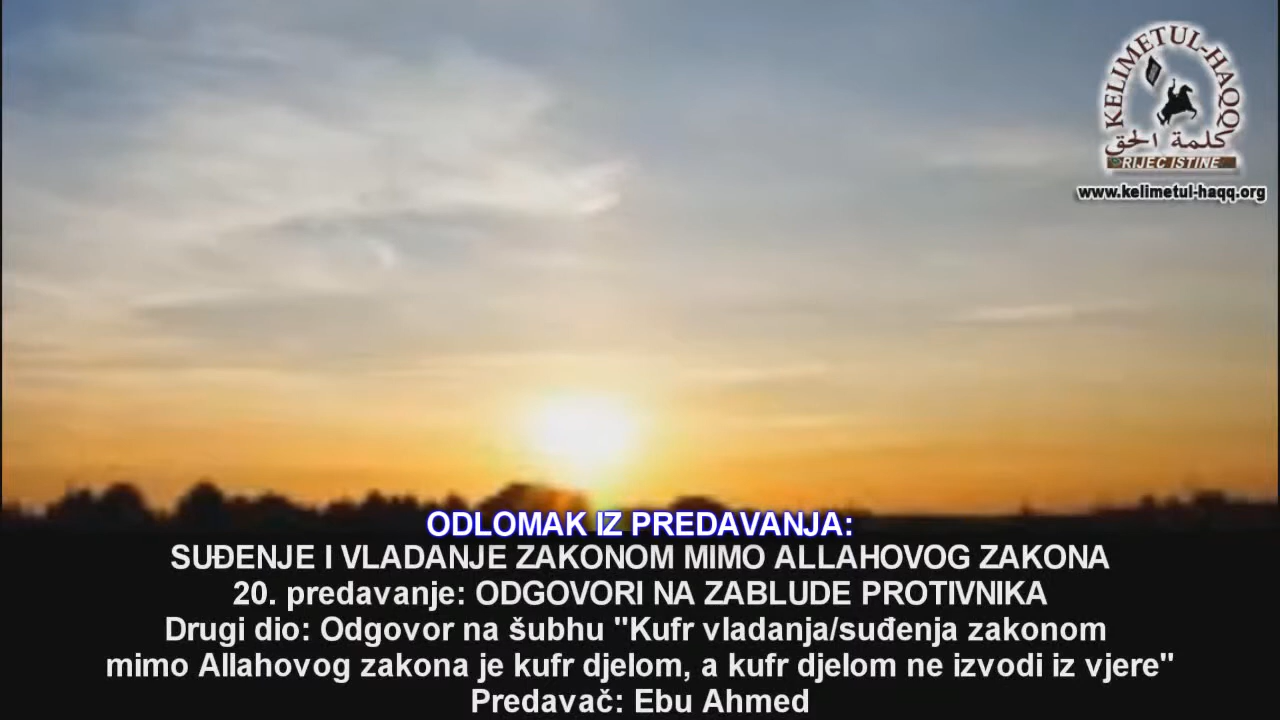 KELIMETUL-HAQQ
كلمة الحق
RIJEČ ISTINE
www.kelimetul-haqq.org
ODLOMAK IZ PREDAVANJA:
SUĐENJE I VLADANJE ZAKONOM MIMO ALLAHOVOG ZAKONA
20. predavanje: ODGOVORI NA ZABLUDE PROTIVNIKA
Drugi dio: Odgovor na šubhu "Kufr vladanja/suđenja zakonom
mimo Allahovog zakona je kufr djelom, a kufr djelom ne izvodi iz vjere"
Predavač: Ebu Ahmed